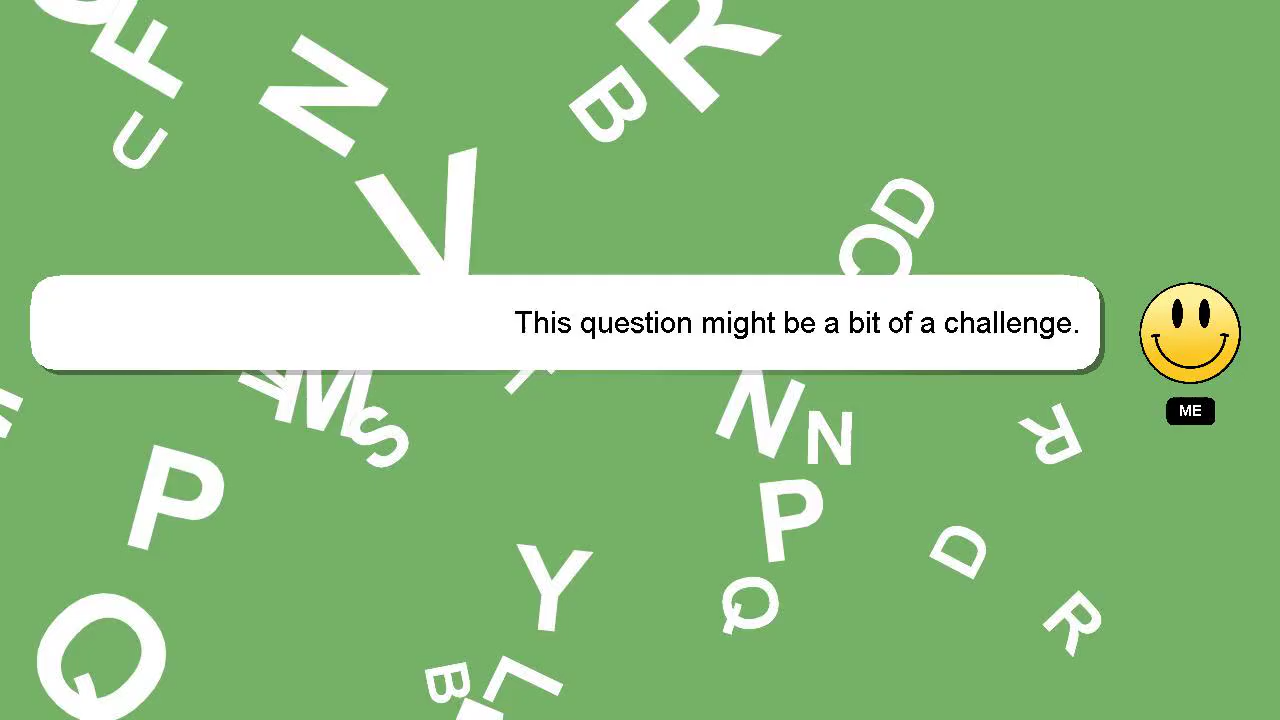 This question might be a bit of a challenge.
ME
F
N
R
B
U
V
D
S
N
N
R
P
P
Y
D
Q
Q
R
B
L